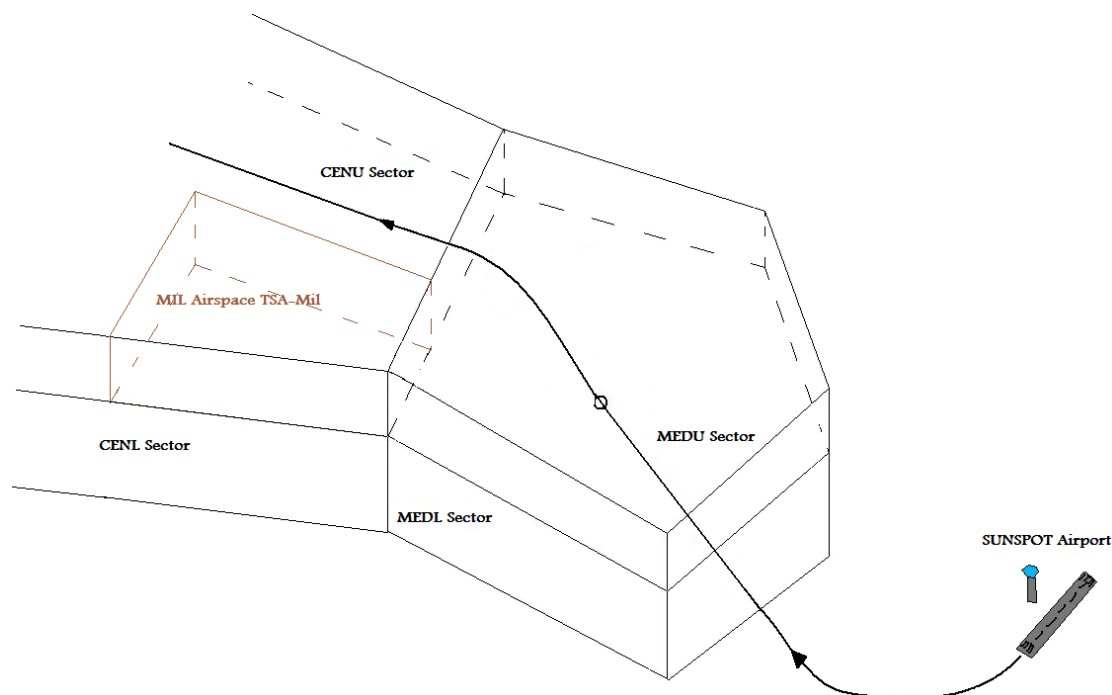 CENU Sector
MIL Airspace TSA-Mil
CENL Sector
MEDU Sector
MEDL Sector
SUNSPOT Airport